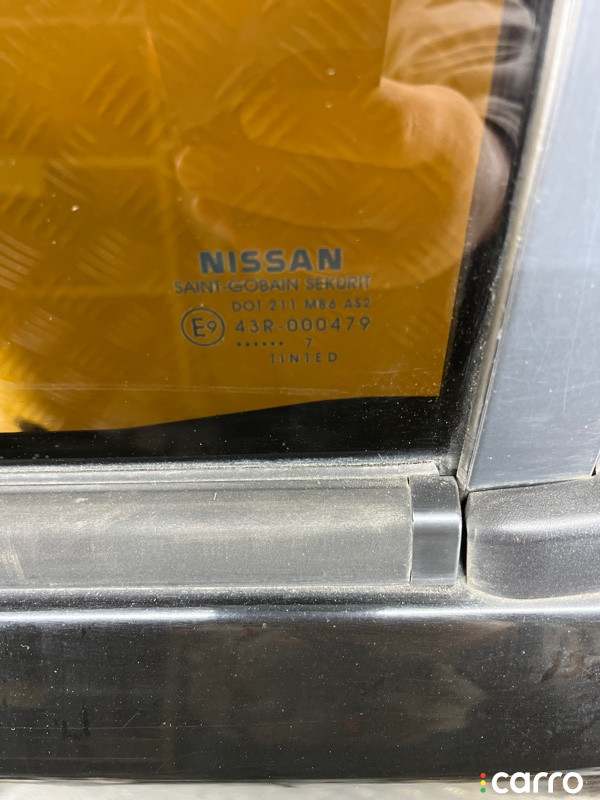 NISSAN
SAINT-GOBAIN SEKURIT
DOT 211 M86 AS2
E9 43R-000479
...... 7
TINTED
carro